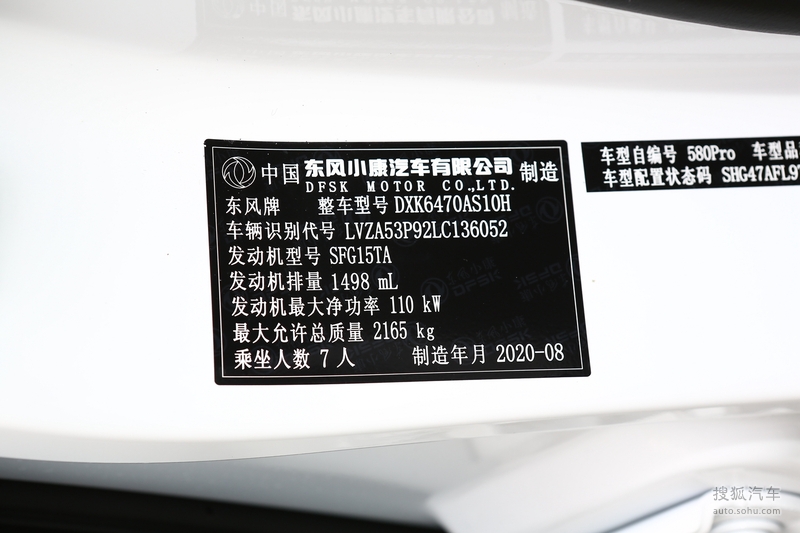 中国 东风小康汽车有限公司 制造
DFSK MOTOR CO.,LTD.
东风牌 整车型号 DXK6470AS10H
车辆识别代号 LVZA53P92LC136052
发动机型号 SFG15TA
发动机排量 1498 mL
发动机最大净功率 110 kW
最大允许总质量 2165 kg
乘坐人数 7 人 制造年月 2020-08
车型自编号 580Pro 车型品
车型配置状态码 SHG47AFL9
搜狐汽车
auto.sohu.com